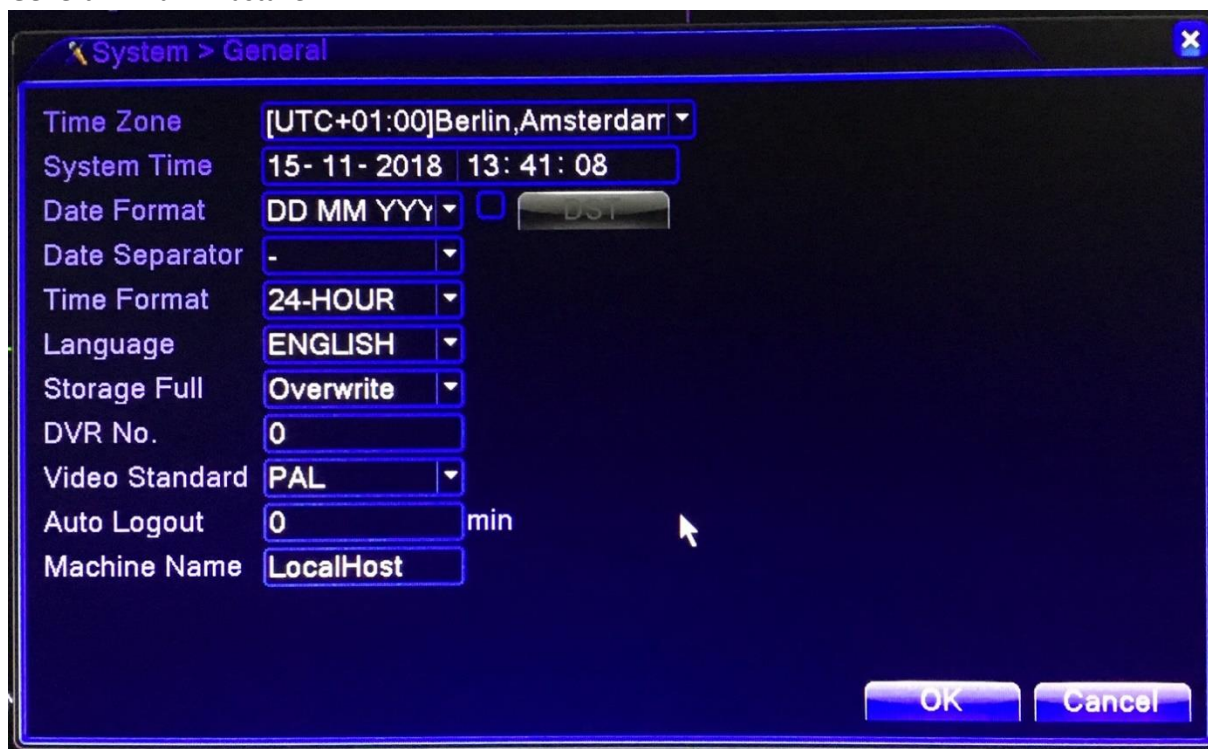 System > General
Time Zone [UTC+01:00]Berlin,Amsterdam
System Time 15-11-2018 13:41:08
Date Format DD MM YYY DST
Date Separator -
Time Format 24-HOUR
Language ENGLISH
Storage Full Overwrite
DVR No. 0
Video Standard PAL
Auto Logout 0 min
Machine Name LocalHost
OK Cancel